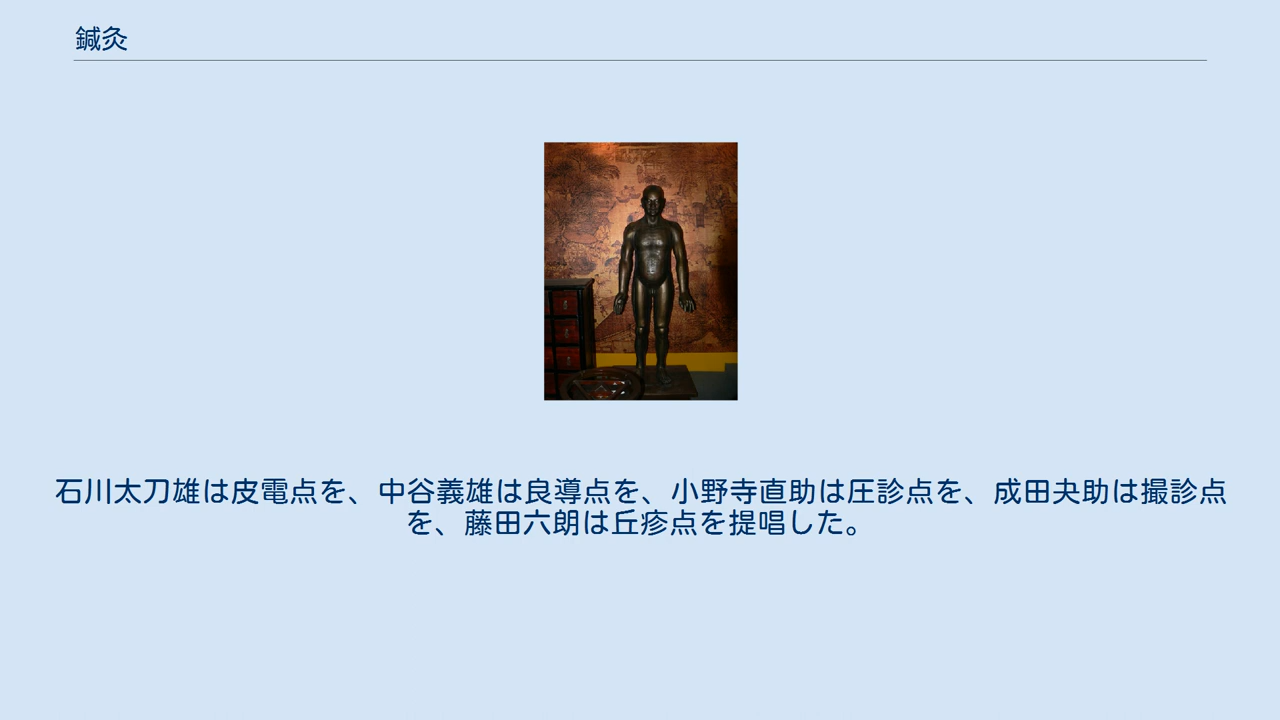 鍼灸
石川太刀雄は皮電点を、中谷義雄は良導点を、小野寺直助は圧診点を、成田夬助は撮診点
を、藤田六朗は丘疹点を提唱した。